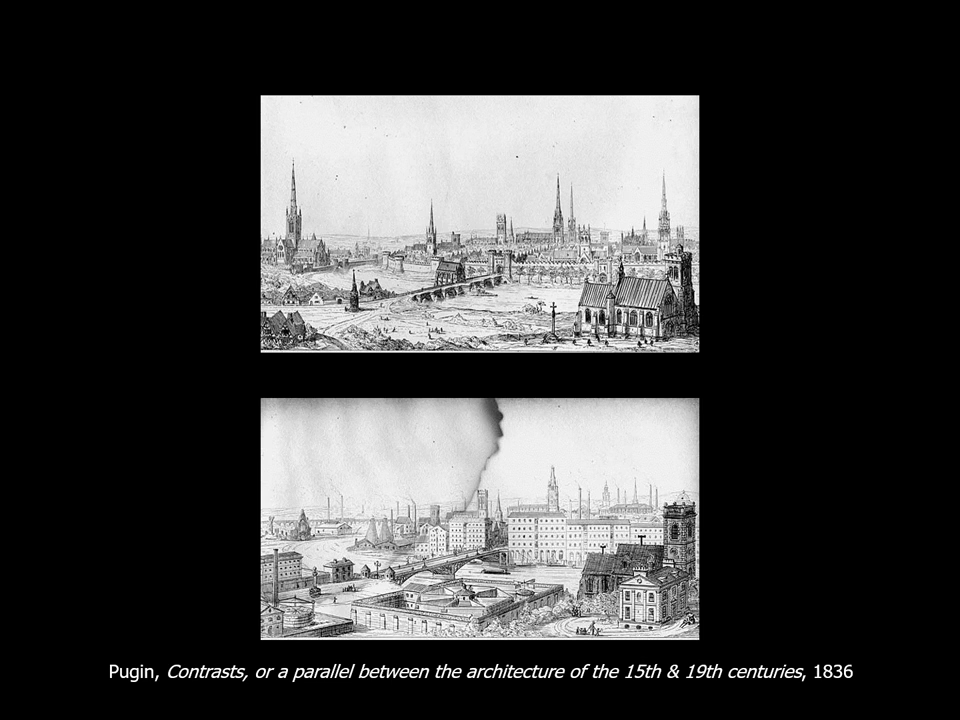 Pugin, Contrasts, or a parallel between the architecture of the 15th & 19th centuries, 1836